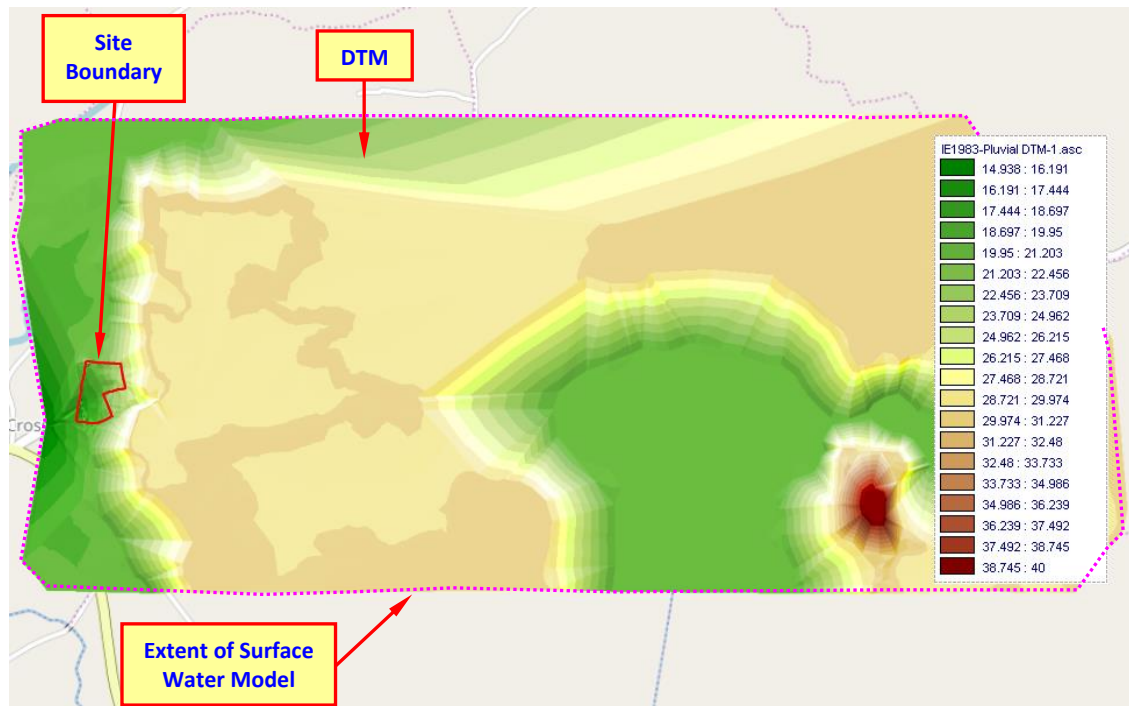 Site
Boundary
DTM
IE1983-Pluvial DTM-1.asc
14.938 : 16.191
16.191 : 17.444
17.444 : 18.697
18.697 : 19.95
19.95 : 21.203
21.203 : 22.456
22.456 : 23.709
23.709 : 24.962
24.962 : 26.215
26.215 : 27.468
27.468 : 28.721
28.721 : 29.974
29.974 : 31.227
31.227 : 32.48
32.48 : 33.733
33.733 : 34.986
34.986 : 36.239
36.239 : 37.492
37.492 : 38.745
38.745 : 40
Cros
Extent of Surface
Water Model